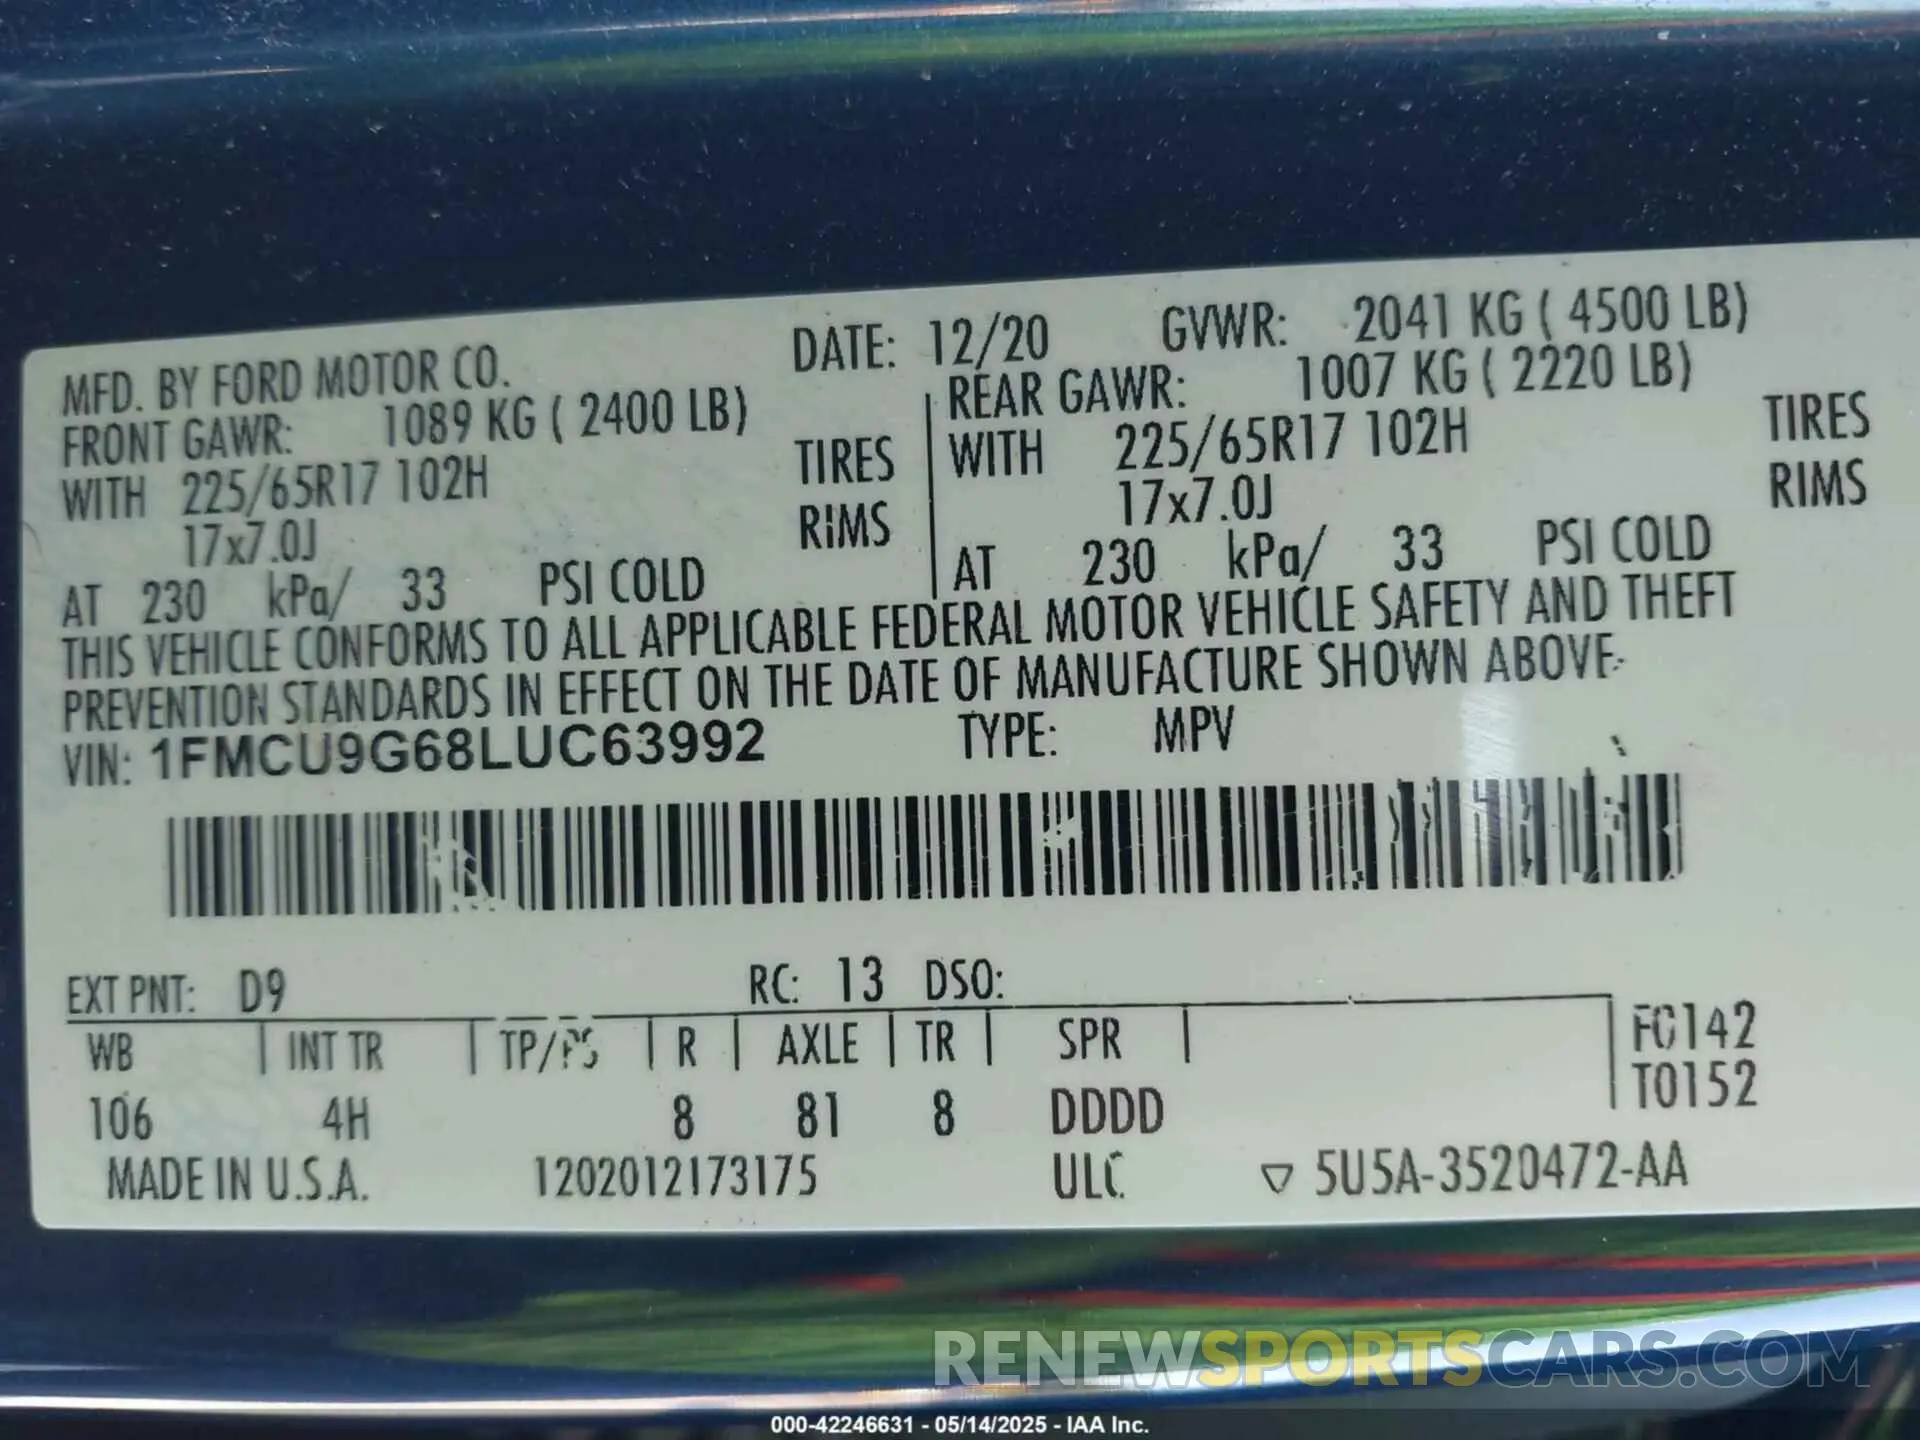 MFD. BY FORD MOTOR CO. DATE: 12/20 GVWR: 2041 KG ( 4500 LB)
FRONT GAWR: 1089 KG ( 2400 LB) REAR GAWR: 1007 KG ( 2220 LB)
WITH 225/65R17 102H TIRES WITH 225/65R17 102H TIRES
17x7.0J RIMS 17x7.0J RIMS
AT 230 kPa/ 33 PSI COLD AT 230 kPa/ 33 PSI COLD
THIS VEHICLE CONFORMS TO ALL APPLICABLE FEDERAL MOTOR VEHICLE SAFETY AND THEFT
PREVENTION STANDARDS IN EFFECT ON THE DATE OF MANUFACTURE SHOWN ABOVE.
VIN: 1FMCU9G68LUC63992 TYPE: MPV
EXT PNT: D9 RC: 13 DSO:
WB INT TR TP/PS R AXLE TR SPR FC142
106 4H 8 81 8 DDDD T0152
MADE IN U.S.A. 1202012173175 ULC ▽ 5U5A-3520472-AA
RENEWSPORTSCARS.COM
000-42246631 - 05/14/2025 - IAA Inc.